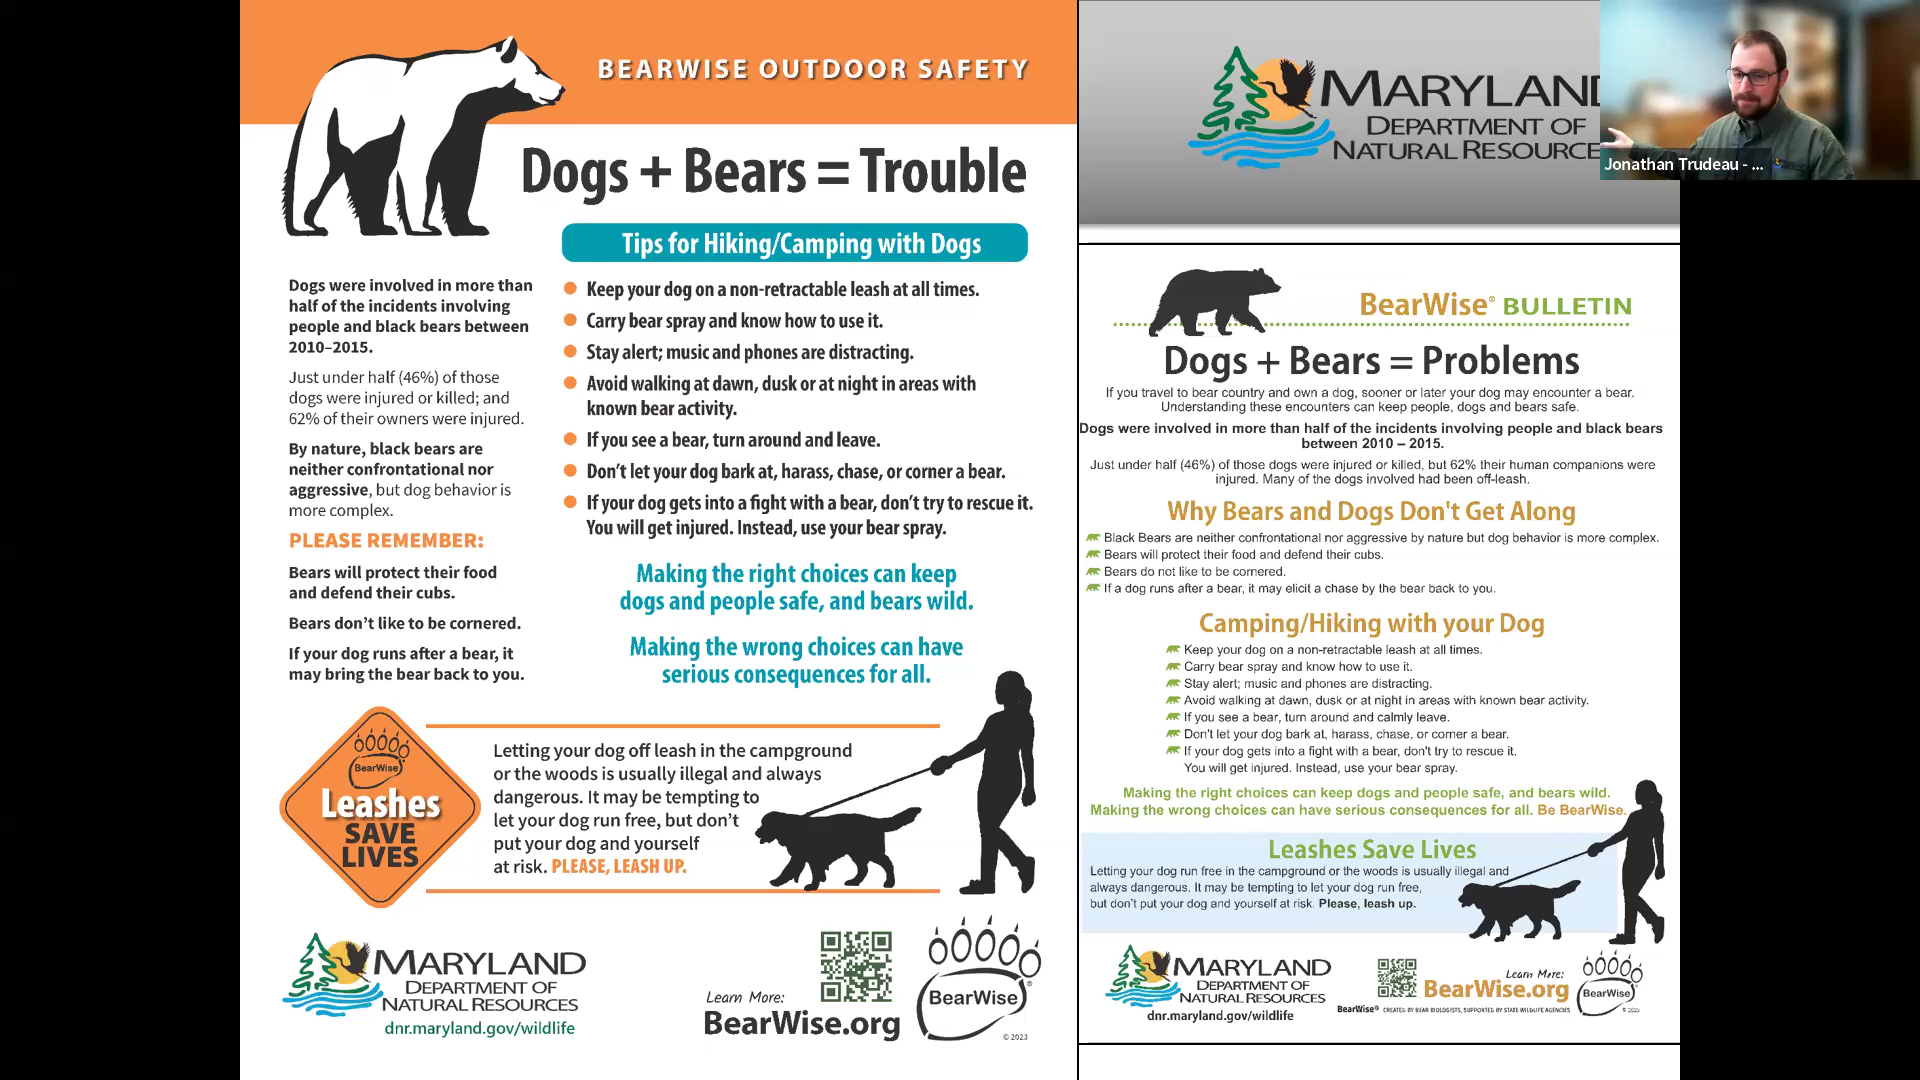 BEARWISE OUTDOOR SAFETY
Dogs + Bears = Trouble
Tips for Hiking/Camping with Dogs
Dogs were involved in more than
half of the incidents involving
people and black bears between
2010–2015.
Just under half (46%) of those
dogs were injured or killed; and
62% of their owners were injured.
By nature, black bears are
neither confrontational nor
aggressive, but dog behavior is
more complex.
PLEASE REMEMBER:
Bears will protect their food
and defend their cubs.
Bears don't like to be cornered.
If your dog runs after a bear, it
may bring the bear back to you.
Keep your dog on a non-retractable leash at all times.
Carry bear spray and know how to use it.
Stay alert; music and phones are distracting.
Avoid walking at dawn, dusk or at night in areas with
known bear activity.
If you see a bear, turn around and leave.
Don't let your dog bark at, harass, chase, or corner a bear.
If your dog gets into a fight with a bear, don't try to rescue it.
You will get injured. Instead, use your bear spray.
Making the right choices can keep
dogs and people safe, and bears wild.
Making the wrong choices can have
serious consequences for all.
BearWise
Leashes
SAVE
LIVES
Letting your dog off leash in the campground
or the woods is usually illegal and always
dangerous. It may be tempting to
let your dog run free, but don't
put your dog and yourself
at risk. PLEASE, LEASH UP.
MARYLAND
DEPARTMENT OF
NATURAL RESOURCES
dnr.maryland.gov/wildlife
Learn More:
BearWise.org
BearWise®
© 2023
MARYLAND
DEPARTMENT OF
NATURAL RESOURCE
Jonathan Trudeau - ...
BearWise® BULLETIN
Dogs + Bears = Problems
If you travel to bear country and own a dog, sooner or later your dog may encounter a bear.
Understanding these encounters can keep people, dogs and bears safe.
Dogs were involved in more than half of the incidents involving people and black bears
between 2010 – 2015.
Just under half (46%) of those dogs were injured or killed, but 62% their human companions were
injured. Many of the dogs involved had been off-leash.
Why Bears and Dogs Don't Get Along
Black Bears are neither confrontational nor aggressive by nature but dog behavior is more complex.
Bears will protect their food and defend their cubs.
Bears do not like to be cornered.
If a dog runs after a bear, it may elicit a chase by the bear back to you.
Camping/Hiking with your Dog
Keep your dog on a non-retractable leash at all times.
Carry bear spray and know how to use it.
Stay alert; music and phones are distracting.
Avoid walking at dawn, dusk or at night in areas with known bear activity.
If you see a bear, turn around and calmly leave.
Don't let your dog bark at, harass, chase, or corner a bear.
If your dog gets into a fight with a bear, don't try to rescue it.
You will get injured. Instead, use your bear spray.
Making the right choices can keep dogs and people safe, and bears wild.
Making the wrong choices can have serious consequences for all. Be BearWise.
Leashes Save Lives
Letting your dog run free in the campground or the woods is usually illegal and
always dangerous. It may be tempting to let your dog run free,
but don't put your dog and yourself at risk. Please, leash up.
MARYLAND
DEPARTMENT OF
NATURAL RESOURCES
dnr.maryland.gov/wildlife
Learn More:
BearWise.org
BearWise® CREATED BY BEAR BIOLOGISTS, SUPPORTED BY STATE WILDLIFE AGENCIES
BearWise
© 2023